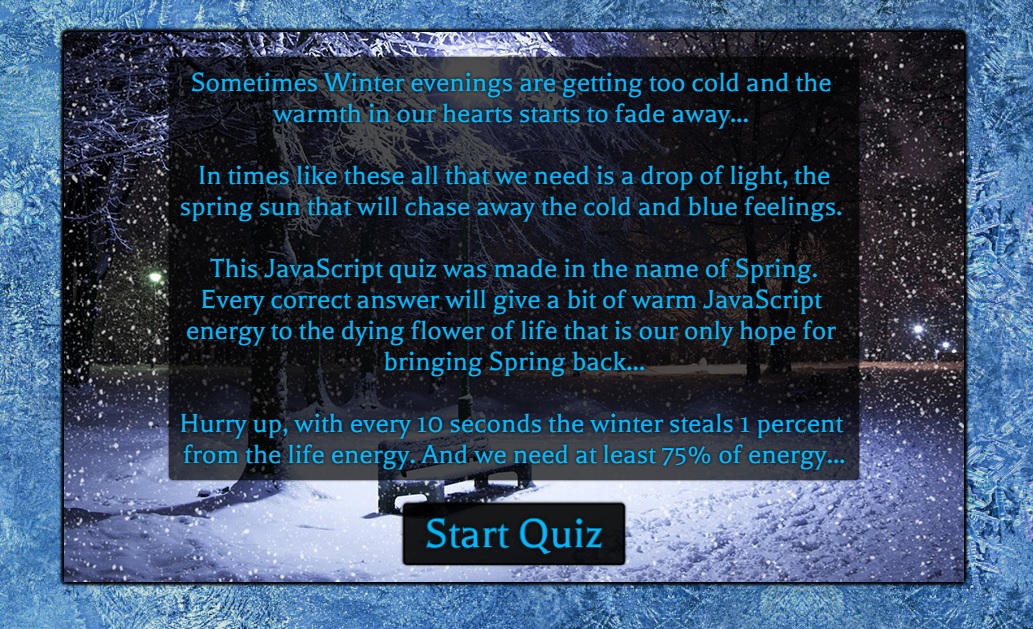 Sometimes Winter evenings are getting too cold and the
warmth in our hearts starts to fade away...
In times like these all that we need is a drop of light, the
spring sun that will chase away the cold and blue feelings.
This JavaScript quiz was made in the name of Spring.
Every correct answer will give a bit of warm JavaScript
energy to the dying flower of life that is our only hope for
bringing Spring back...
Hurry up, with every 10 seconds the winter steals 1 percent
from the life energy. And we need at least 75% of energy...
Start Quiz